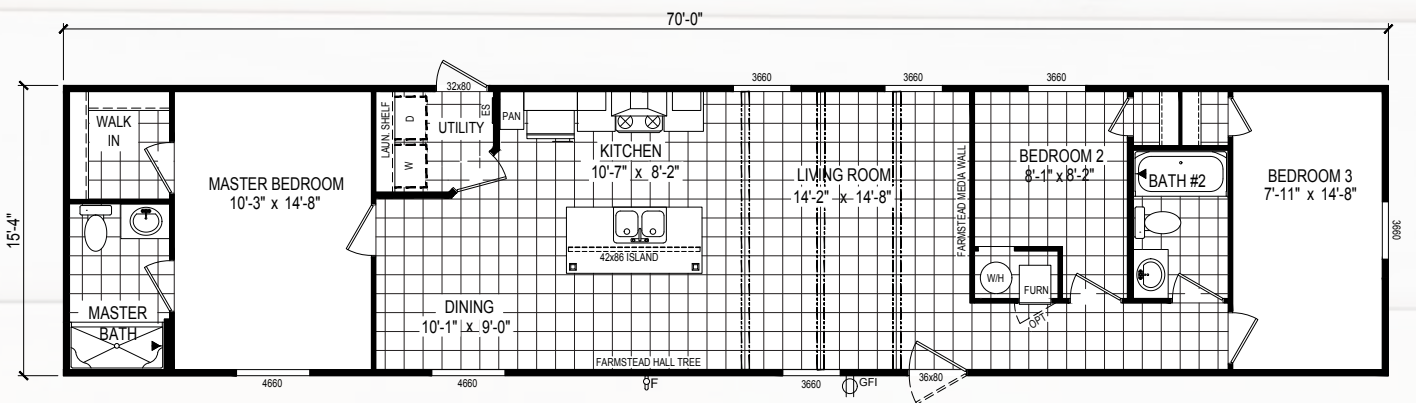 70'-0"
15'-4"
3660
3660
3660
32x80
WALK
IN
LAUN. SHELF
D
W
UTILITY
ES
PAN
KITCHEN
10'-7" x 8'-2"
MASTER BEDROOM
10'-3" x 14'-8"
LIVING ROOM
14'-2" x 14'-8"
FARMSTEAD MEDIA WALL
BEDROOM 2
8'-1" x 8'-2"
BATH #2
BEDROOM 3
7'-11" x 14'-8"
3660
42x86 ISLAND
W/H
FURN
OPT
MASTER
BATH
DINING
10'-1" x 9'-0"
FARMSTEAD HALL TREE
4660
4660
F
3660
GFI
36x80